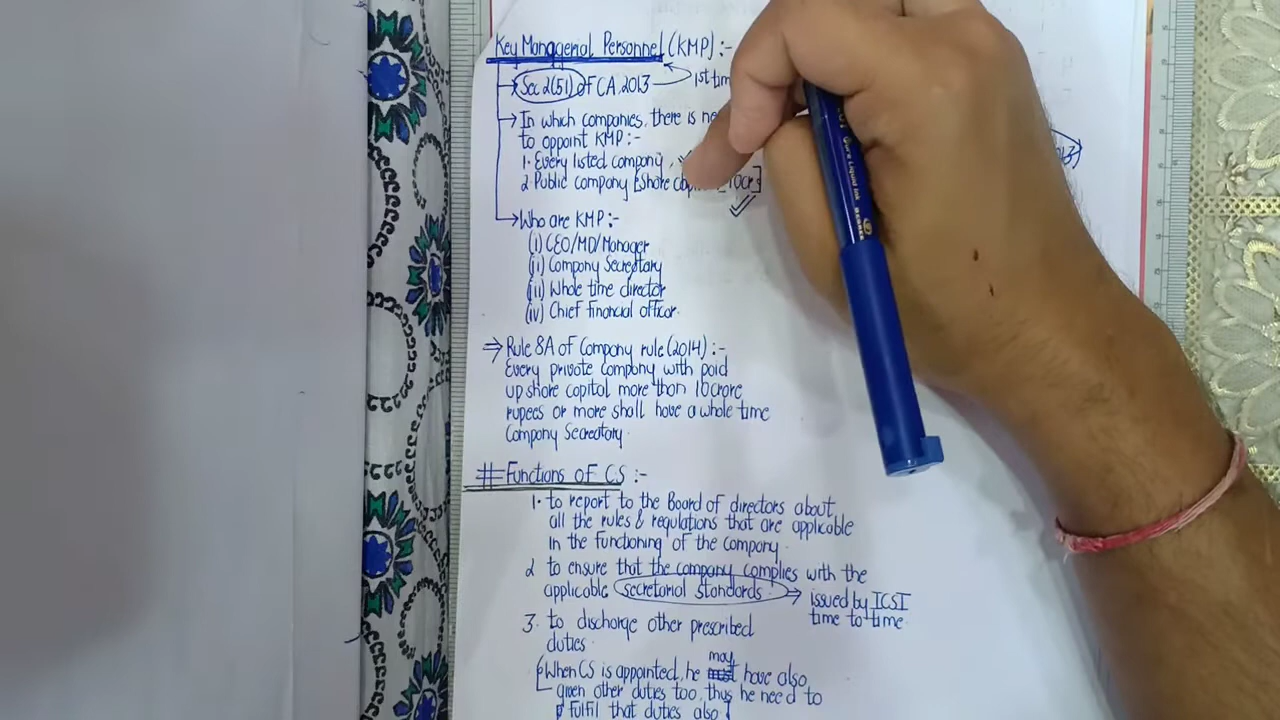 Key Managerial Personnel (KMP) :-
Sec 2(51) of CA, 2013 → 1st
In which companies, there is
to appoint KMP:-
1. Every listed company,
2. Public company [Share 10cr.]
Who are KMP:-
(i) CEO/MD/Manager
(ii) Company Secretary
(iii) Whole time director
(iv) Chief financial officer.
⇒ Rule 8A of Company rule (2014) :-
Every private company with paid
up share capital more than 10 crore
rupees or more shall have a whole time
Company Secretary.
# Functions of CS :-
1. to report to the Board of directors about
all the rules & regulations that are applicable
in the functioning of the company.
2 to ensure that the company complies with the
applicable secretarial standards → issued by ICSI
time to time.
3. to discharge other prescribed
duties.
When CS is appointed, he may have also
given other duties too, thus he need to
fulfil that duties also